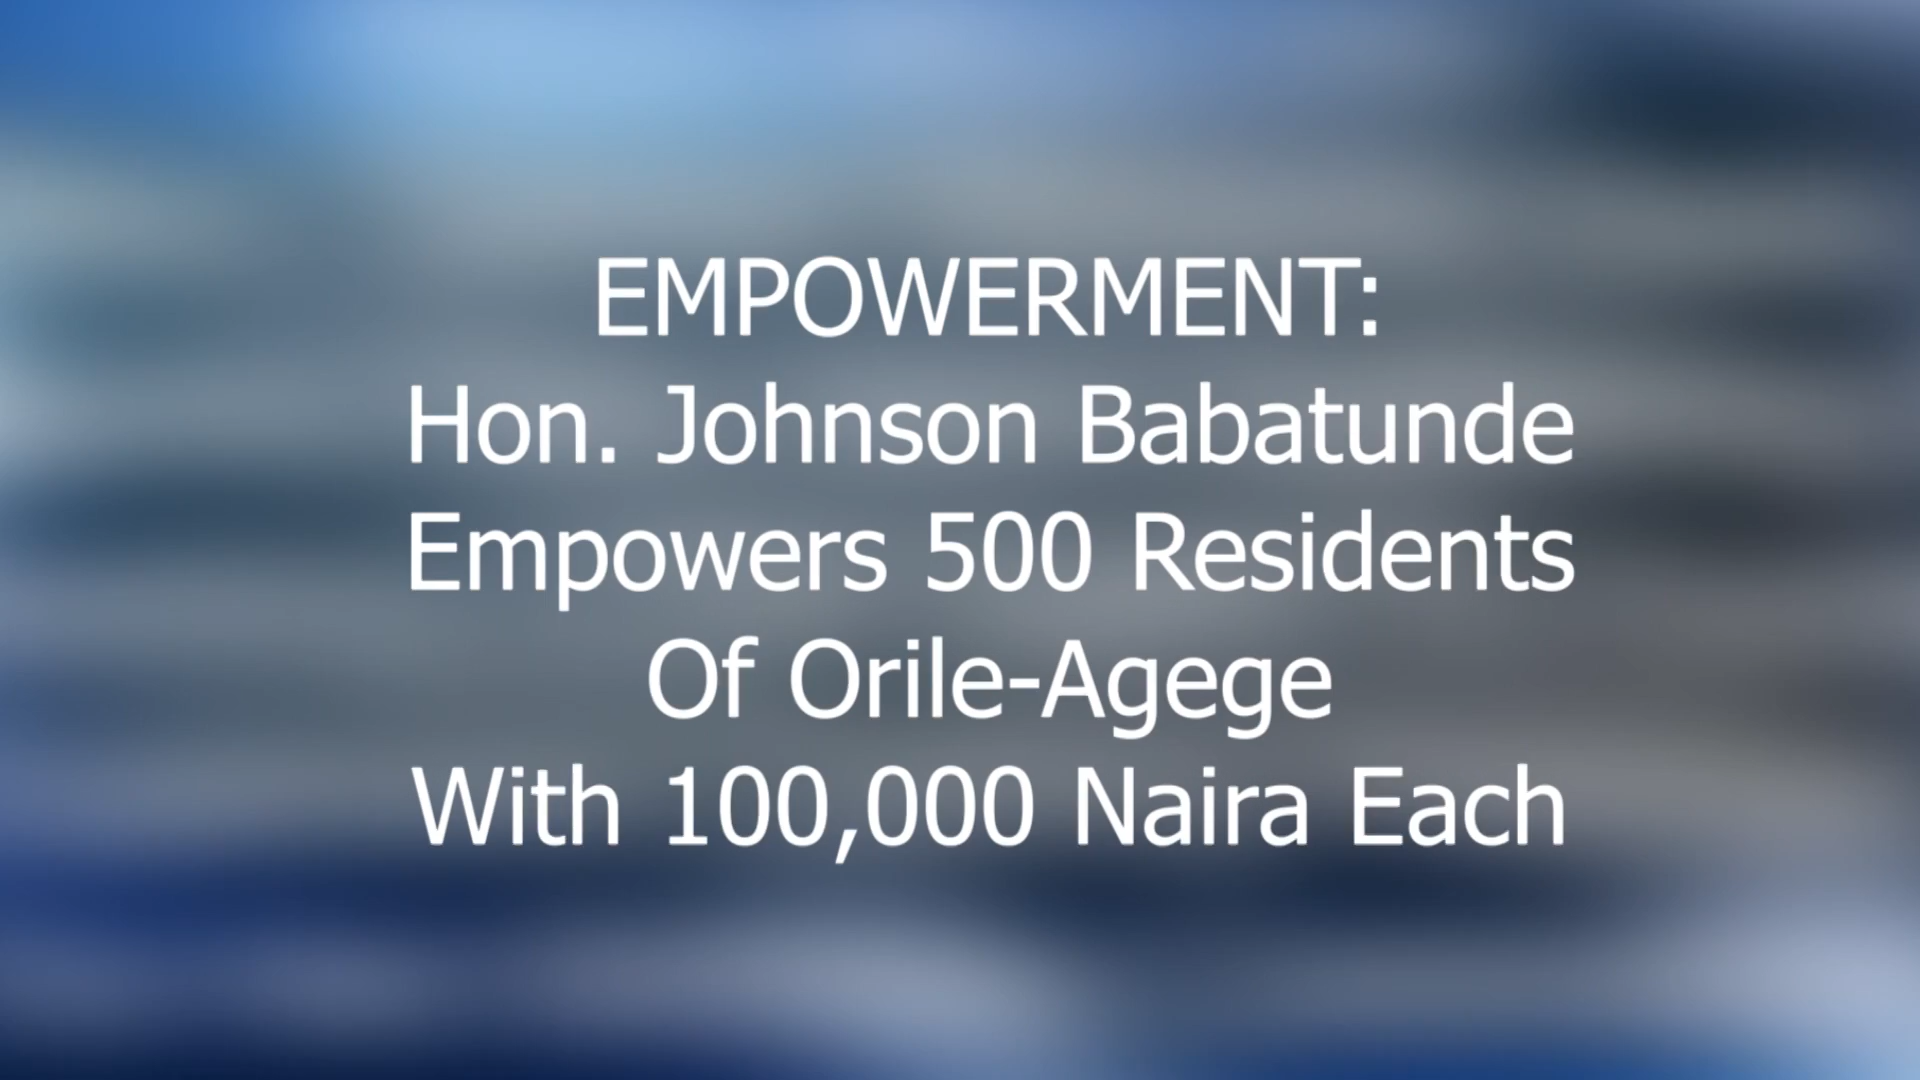 EMPOWERMENT:
Hon. Johnson Babatunde
Empowers 500 Residents
Of Orile-Agege
With 100,000 Naira Each